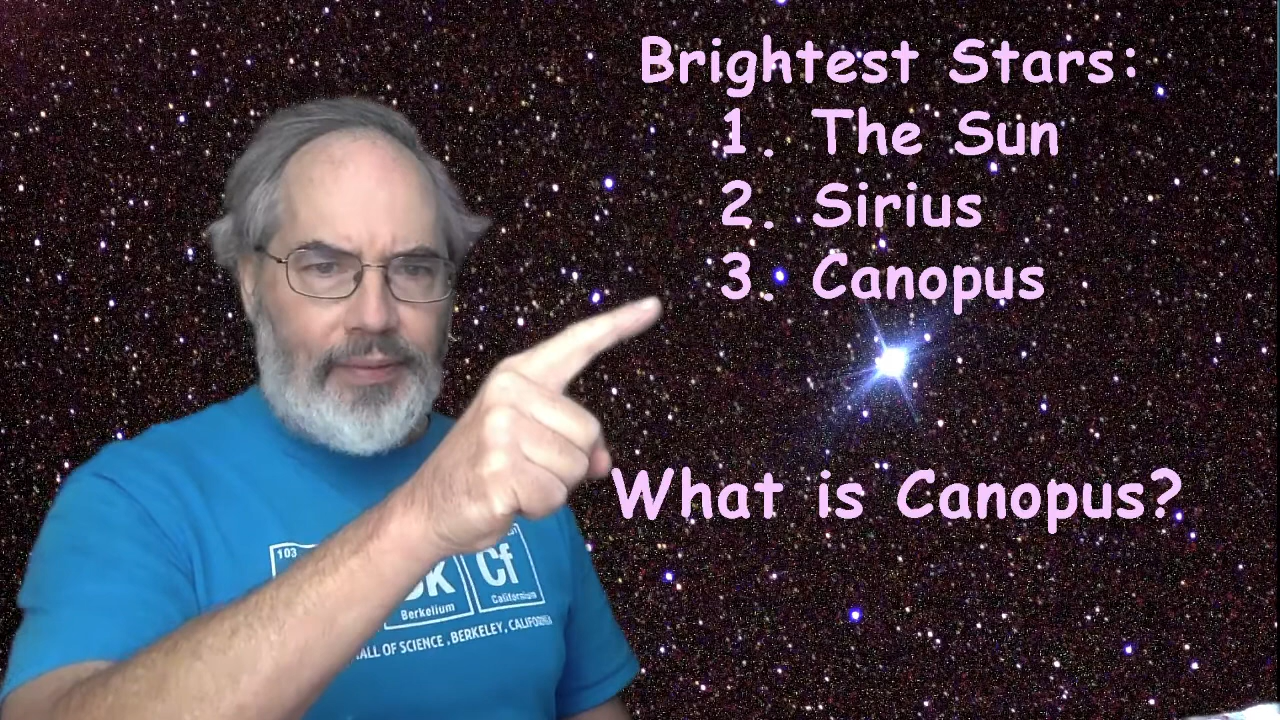 Brightest Stars:
1. The Sun
2. Sirius
3. Canopus
What is Canopus?
103
Cf
Berkelium
Californium
HALL OF SCIENCE, BERKELEY, CALIFORNIA